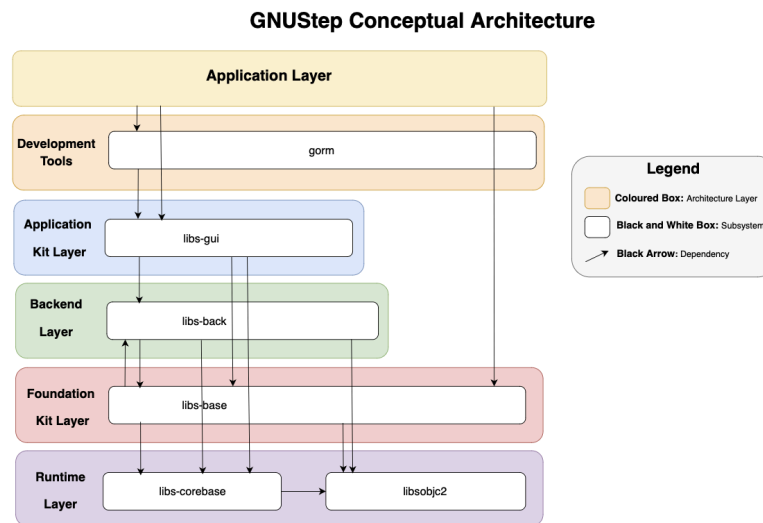 GNUStep Conceptual Architecture
Application Layer
Development
Tools
gorm
Legend
Coloured Box: Architecture Layer
Black and White Box: Subsystem
Black Arrow: Dependency
Application
Kit Layer
libs-gui
Backend
Layer
libs-back
Foundation
Kit Layer
libs-base
Runtime
Layer
libs-corebase
libsobjc2